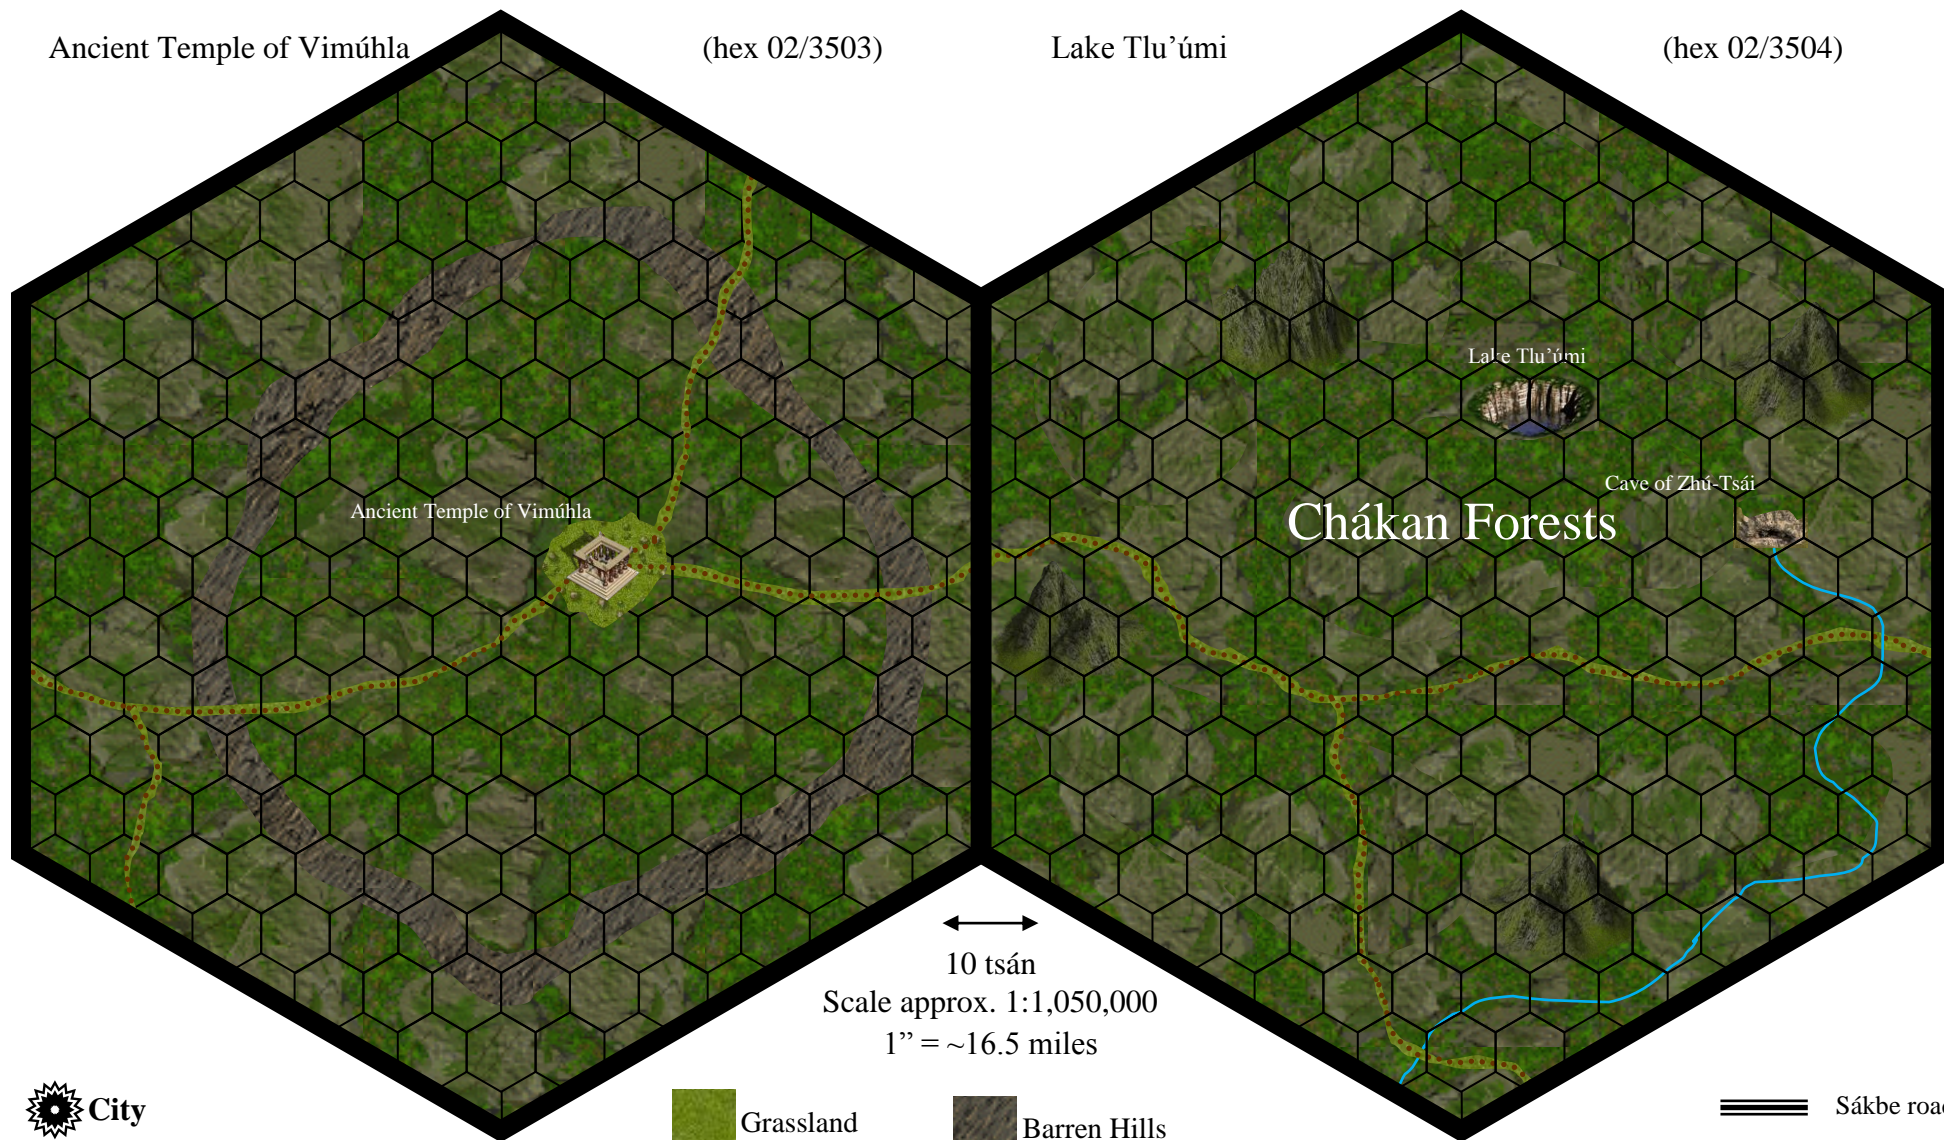 Ancient Temple of Vimúhla
(hex 02/3503)
Lake Tlu’úmi
(hex 02/3504)
Lake Tlu’úmi
Cave of Zhú-Tsái
Ancient Temple of Vimúhla
Chákan Forests
10 tsán
Scale approx. 1:1,050,000
1” = ~16.5 miles
City
Grassland
Barren Hills
Sákbe road